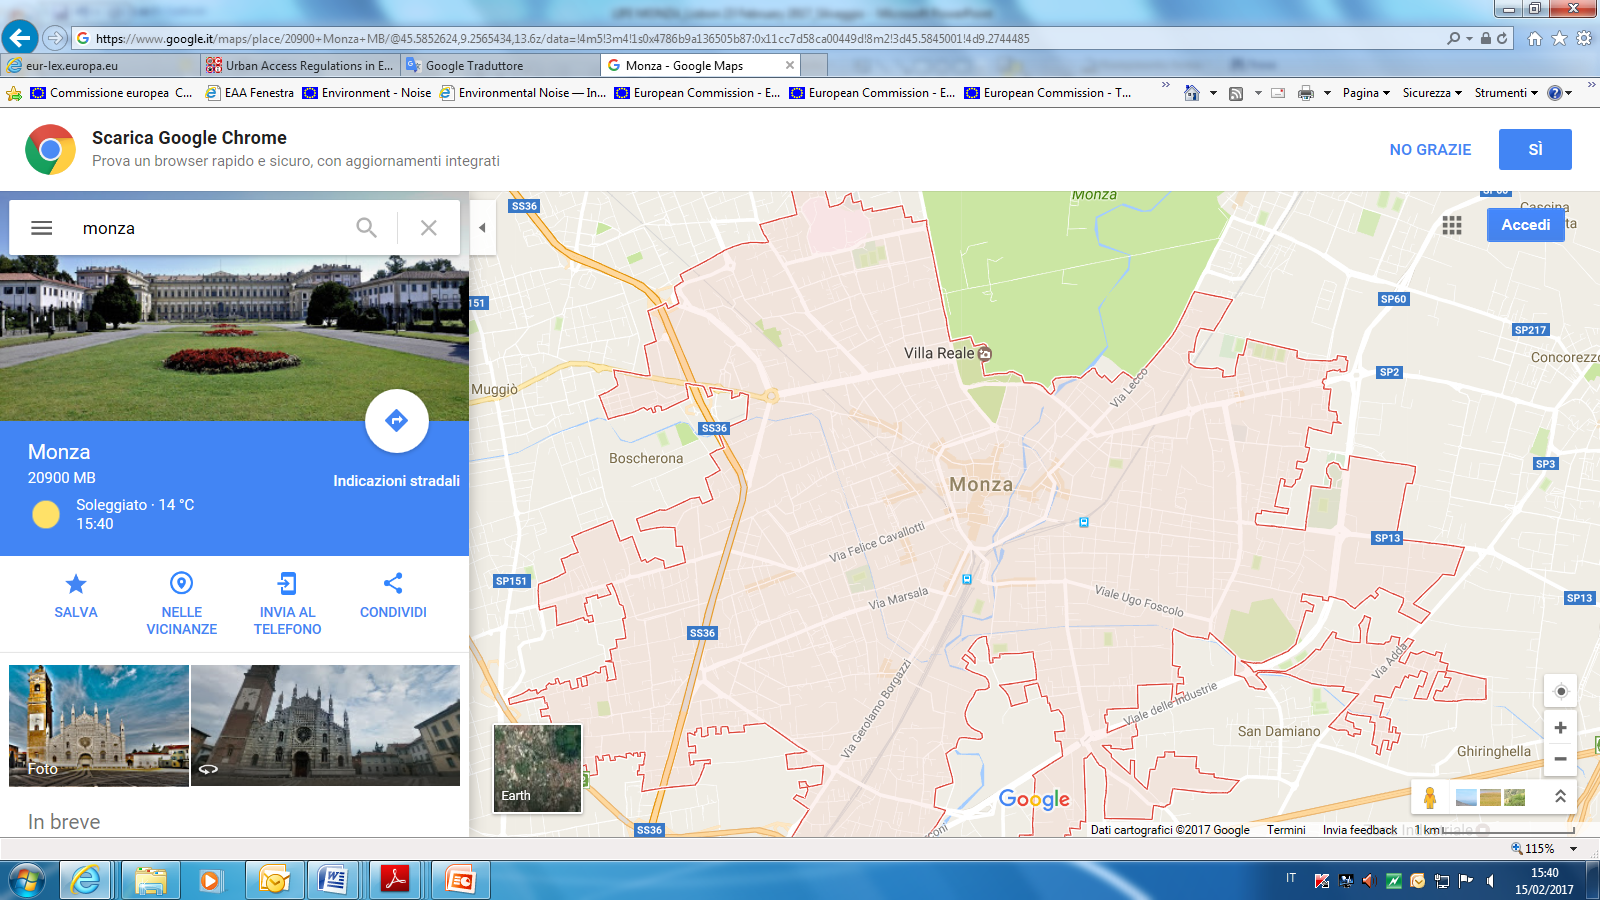 https://www.google.it/maps/place/20900+Monza+MB/@45.5852624,9.2565434,13.6z/data=!4m5!3m4!1s0x4786b9a136505b87:0x11cc7d58ca00449d!8m2!3d45.5845001!4d9.2744485
eur-lex.europa.eu
Urban Access Regulations in E...
Google Traduttore
Monza - Google Maps
Commissione europea C...
EAA Fenestra
Environment - Noise
Environmental Noise — In...
European Commission - E...
European Commission - E...
European Commission - T...
Pagina
Sicurezza
Strumenti
Scarica Google Chrome
Prova un browser rapido e sicuro, con aggiornamenti integrati
NO GRAZIE
SÌ
monza
Accedi
Monza
20900 MB
Indicazioni stradali
Soleggiato · 14 °C
15:40
SALVA
NELLE VICINANZE
INVIA AL TELEFONO
CONDIVIDI
Foto
In breve
SS36
Monza
Cascina
151
SP60
SP217
Villa Reale
Concorezzo
SP2
Muggiò
Via Lecco
SS36
Boscherona
SP3
Monza
Via Felice Cavallotti
SP13
SP151
Via Marsala
Viale Ugo Foscolo
SP13
SS36
Via Adda
Via Gerolamo Borgazzi
Viale delle Industrie
San Damiano
Ghiringhella
Earth
Google
SS36
Dati cartografici ©2017 Google
Termini
Invia feedback
1 km
115%
IT
15:40
15/02/2017